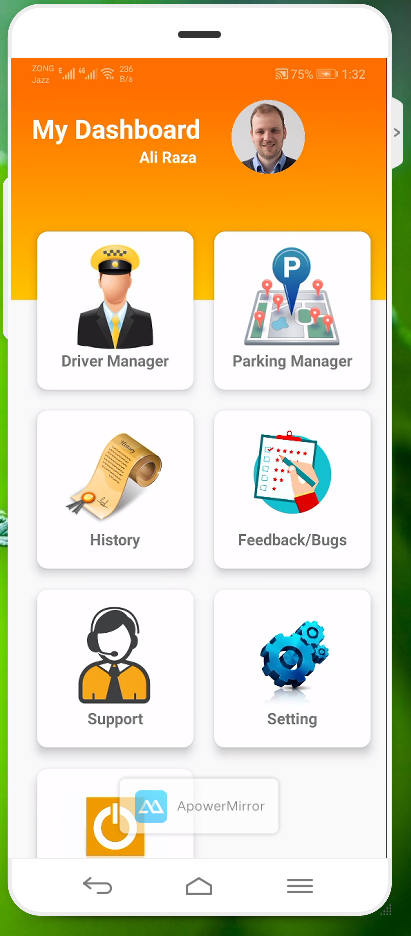 ZONG E 4G 236 75% 1:32
Jazz B/s
My Dashboard
Ali Raza
Driver Manager
P
Parking Manager
History
Feedback/Bugs
Support
Setting
ApowerMirror